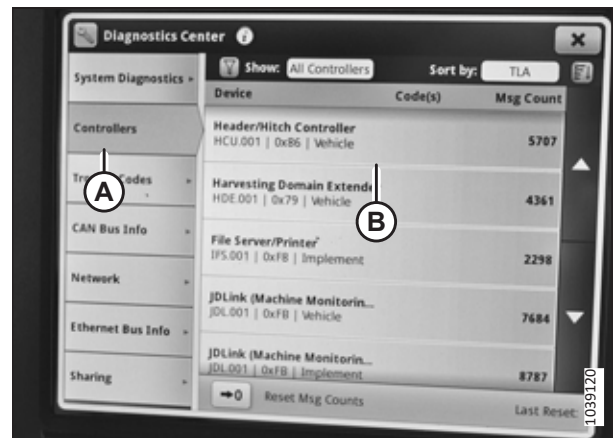 Diagnostics Center
System Diagnostics
Show: All Controllers Sort by: TLA
Device Code(s) Msg Count
Controllers
Header/Hitch Controller
HCU.001 | 0x86 | Vehicle 5707
A
B
Codes
Harvesting Domain Extende
HDE.001 | 0x79 | Vehicle 4361
CAN Bus Info
File Server/Printer
IFS.001 | 0xF8 | Implement 2298
Network
JDLink (Machine Monitorin...
JDL.001 | 0xFB | Vehicle 7684
Ethernet Bus Info
JDLink (Machine Monitorin...
JDL.001 | 0xFB | Implement 8787
Sharing
0 Reset Msg Counts
Last Reset:
1039120